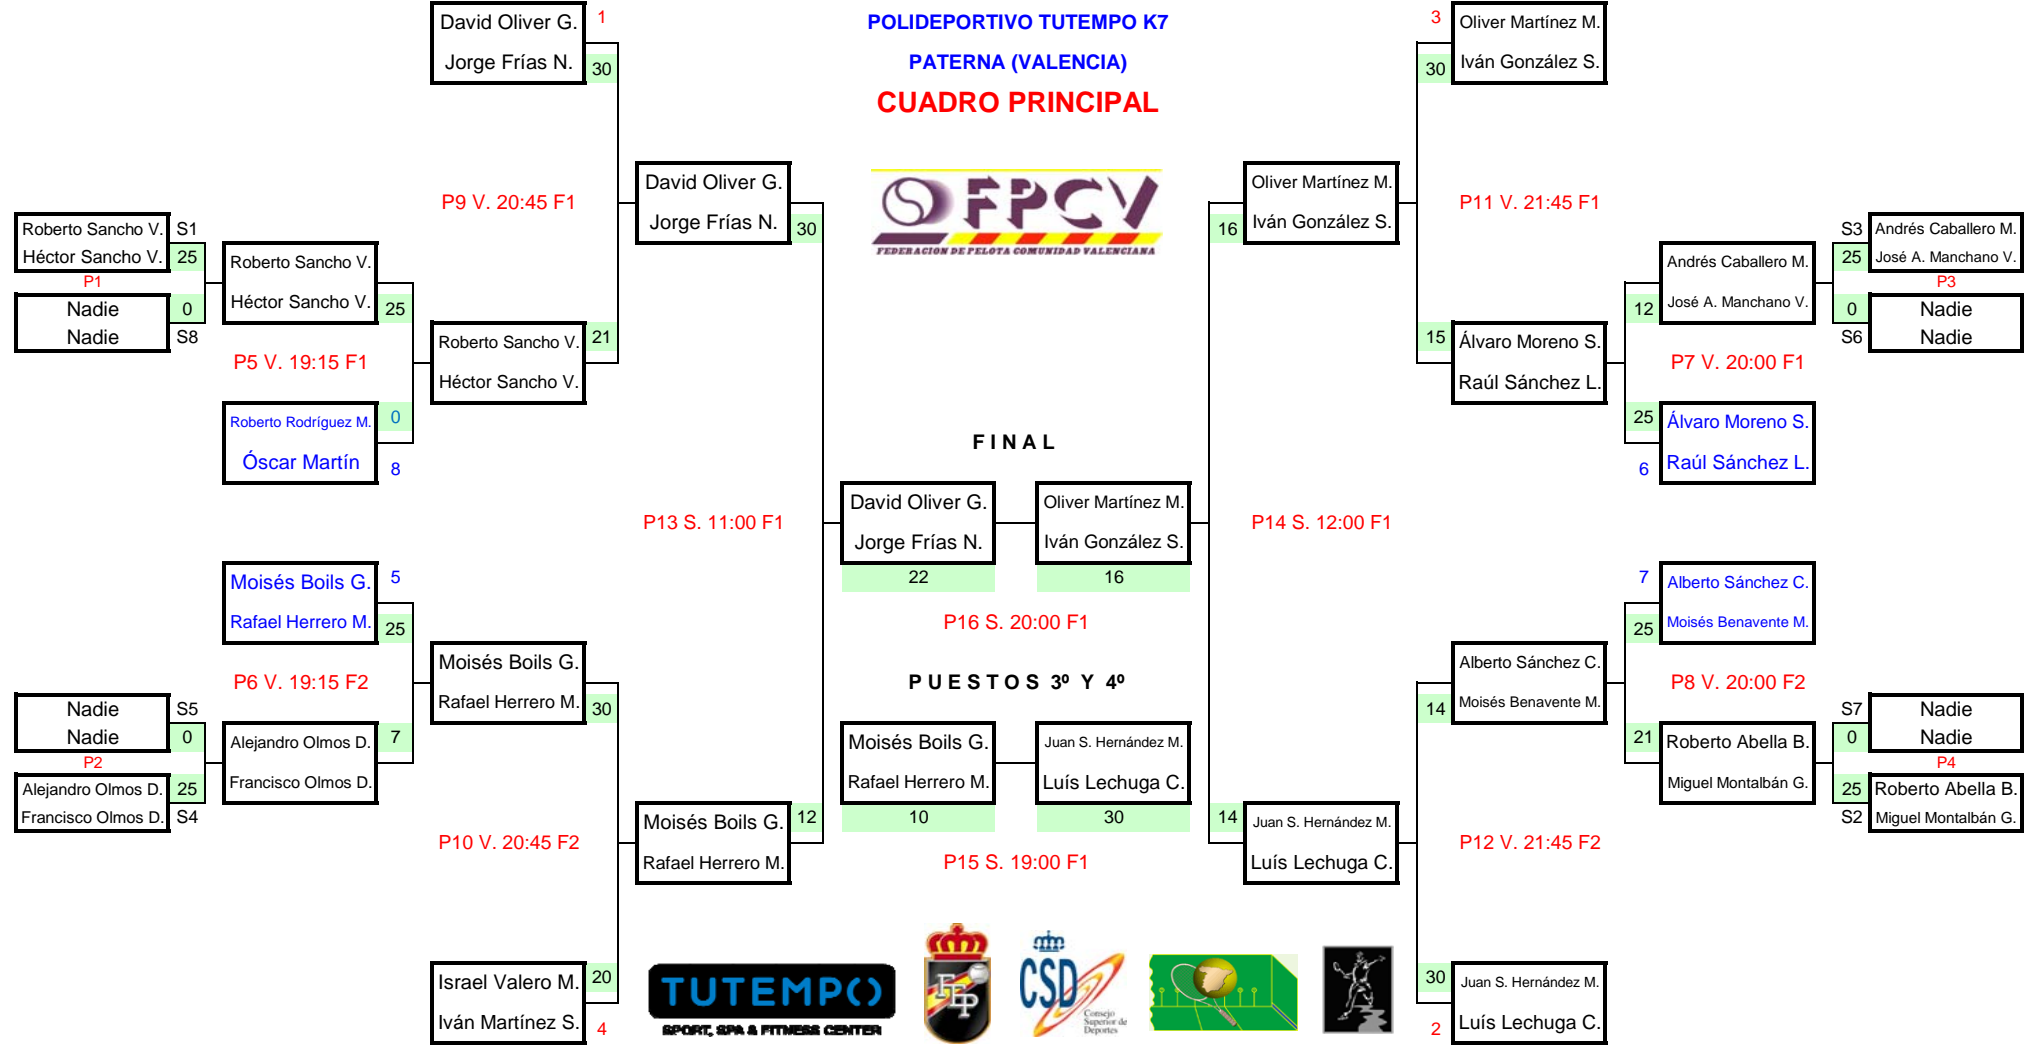 David Oliver G.
Jorge Frías N.
1
30
POLIDEPORTIVO TUTEMPO K7
PATERNA (VALENCIA)
CUADRO PRINCIPAL
3
30
Oliver Martínez M.
Iván González S.
P9 V. 20:45 F1
David Oliver G.
Jorge Frías N.
30
FPCV
FEDERACION DE PELOTA COMUNIDAD VALENCIANA
16
Oliver Martínez M.
Iván González S.
P11 V. 21:45 F1
Roberto Sancho V.
Héctor Sancho V.
S1
25
P1
Nadie
Nadie
0
S8
Roberto Sancho V.
Héctor Sancho V.
25
P5 V. 19:15 F1
Roberto Rodríguez M.
Óscar Martín
0
8
Roberto Sancho V.
Héctor Sancho V.
21
15
Álvaro Moreno S.
Raúl Sánchez L.
12
Andrés Caballero M.
José A. Manchano V.
P7 V. 20:00 F1
25
6
Álvaro Moreno S.
Raúl Sánchez L.
S3
25
Andrés Caballero M.
José A. Manchano V.
P3
0
S6
Nadie
Nadie
P13 S. 11:00 F1
FINAL
David Oliver G.
Jorge Frías N.
22
Oliver Martínez M.
Iván González S.
16
P16 S. 20:00 F1
P14 S. 12:00 F1
Moisés Boils G.
Rafael Herrero M.
5
25
P6 V. 19:15 F2
Nadie
Nadie
S5
0
P2
Alejandro Olmos D.
Francisco Olmos D.
25
S4
Alejandro Olmos D.
Francisco Olmos D.
7
Moisés Boils G.
Rafael Herrero M.
30
P10 V. 20:45 F2
Moisés Boils G.
Rafael Herrero M.
12
PUESTOS 3º Y 4º
Moisés Boils G.
Rafael Herrero M.
10
Juan S. Hernández M.
Luís Lechuga C.
30
P15 S. 19:00 F1
14
Juan S. Hernández M.
Luís Lechuga C.
14
Alberto Sánchez C.
Moisés Benavente M.
P12 V. 21:45 F2
7
25
Alberto Sánchez C.
Moisés Benavente M.
P8 V. 20:00 F2
21
Roberto Abella B.
Miguel Montalbán G.
S7
0
Nadie
Nadie
P4
25
S2
Roberto Abella B.
Miguel Montalbán G.
Israel Valero M.
Iván Martínez S.
20
4
TUTEMPO
SPORT, SPA & FITNESS CENTER
FEP
CSD
Consejo
Superior de
Deportes
30
2
Juan S. Hernández M.
Luís Lechuga C.